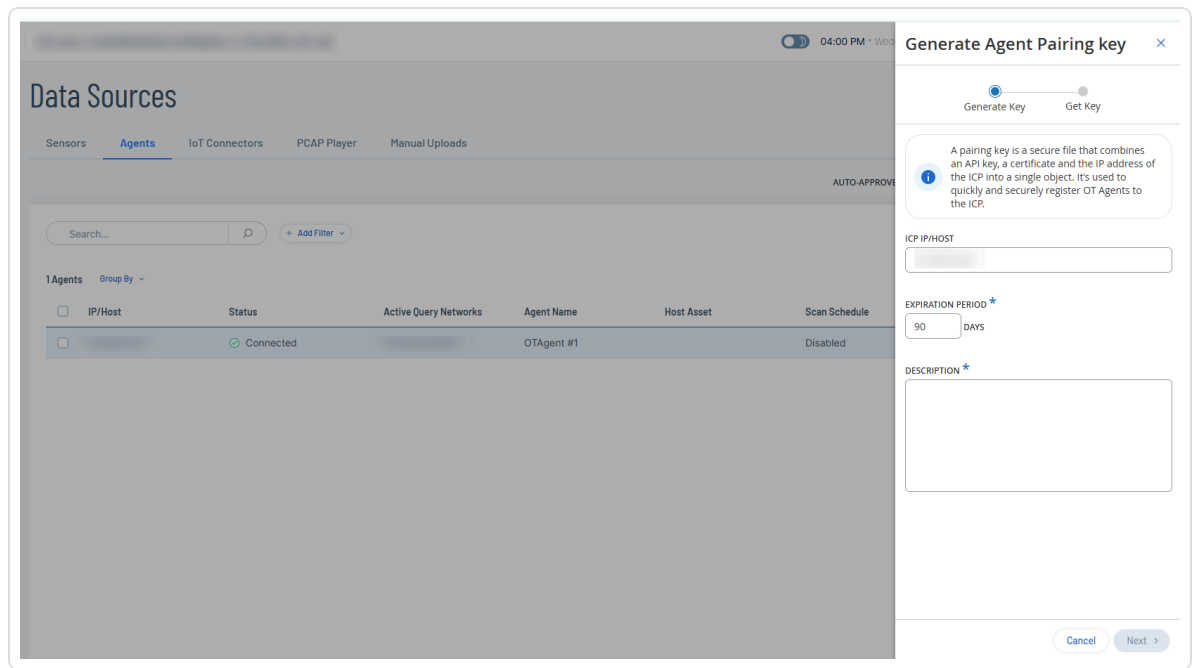 04:00 PM • Wed
Data Sources
Sensors Agents IoT Connectors PCAP Player Manual Uploads
AUTO-APPROVE
Search...
+ Add Filter
1 Agents Group By
IP/Host Status Active Query Networks Agent Name Host Asset Scan Schedule
Connected OTAgent #1 Disabled
Generate Agent Pairing key
Generate Key Get Key
A pairing key is a secure file that combines
an API key, a certificate and the IP address of
the ICP into a single object. It's used to
quickly and securely register OT Agents to
the ICP.
ICP IP/HOST
EXPIRATION PERIOD *
90 DAYS
DESCRIPTION *
Cancel Next >